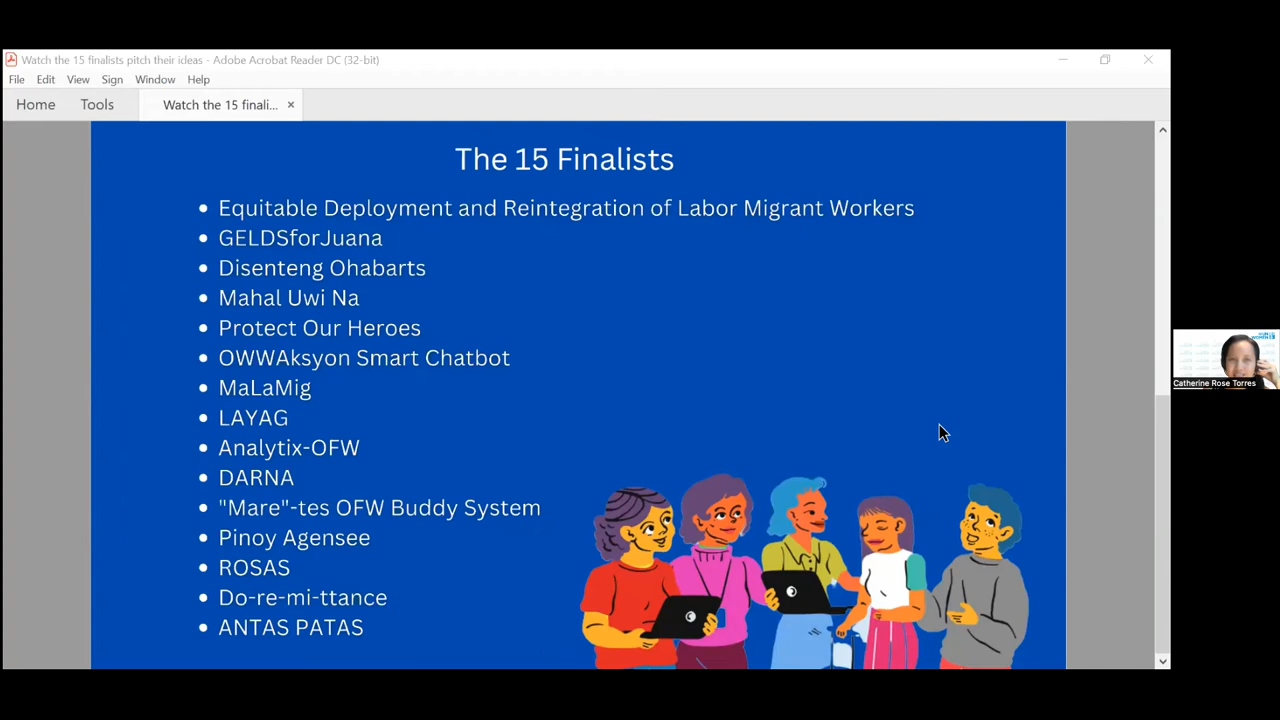 Watch the 15 finalists pitch their ideas - Adobe Acrobat Reader DC (32-bit)
File Edit View Sign Window Help
Home Tools Watch the 15 finali... ×
The 15 Finalists
• Equitable Deployment and Reintegration of Labor Migrant Workers
• GELDSforJuana
• Disenteng Ohabarts
• Mahal Uwi Na
• Protect Our Heroes
• OWWAksyon Smart Chatbot
• MaLaMig
• LAYAG
• Analytix-OFW
• DARNA
• "Mare"-tes OFW Buddy System
• Pinoy Agensee
• ROSAS
• Do-re-mi-ttance
• ANTAS PATAS
WOMEN
Catherine Rose Torres